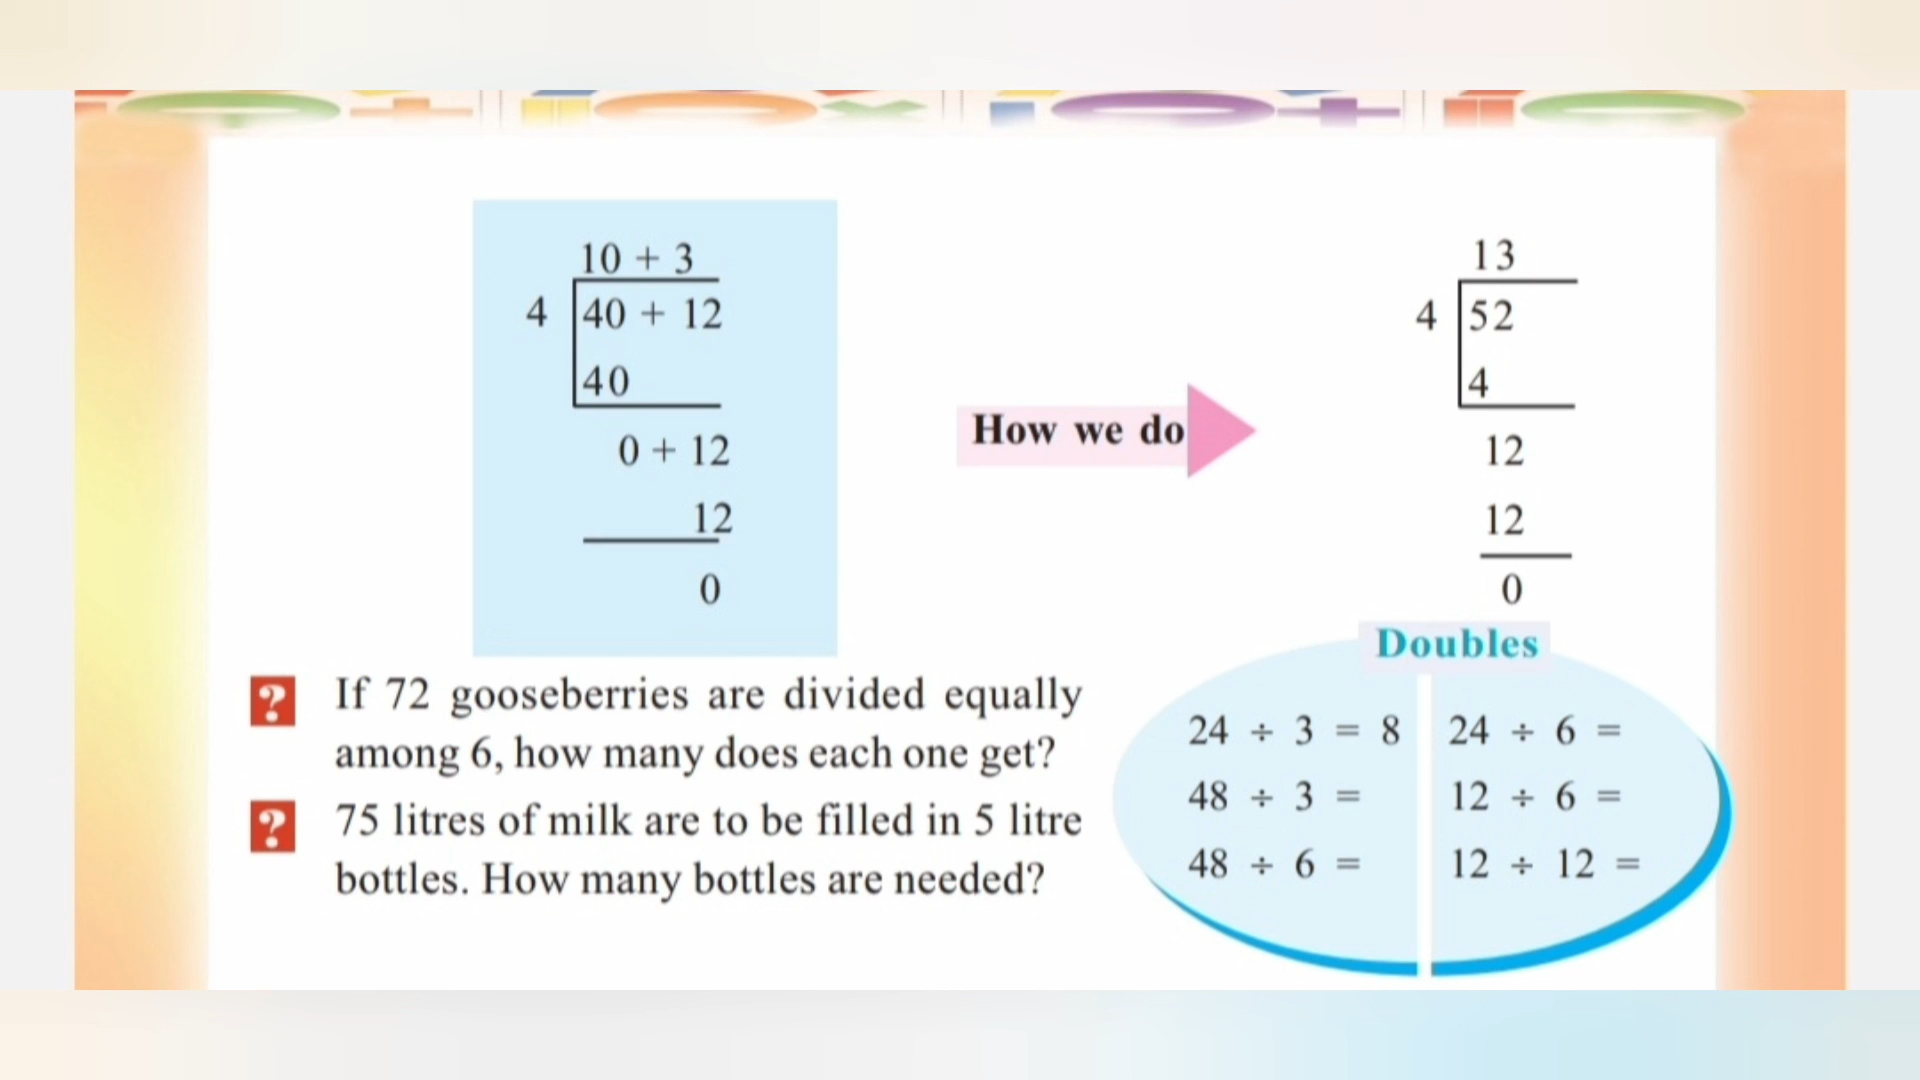 10 + 3
4 40 + 12
40
0 + 12
12
0
How we do
13
4 52
4
12
12
0
? If 72 gooseberries are divided equally
among 6, how many does each one get?
? 75 litres of milk are to be filled in 5 litre
bottles. How many bottles are needed?
Doubles
24 ÷ 3 = 8
48 ÷ 3 =
48 ÷ 6 =
24 ÷ 6 =
12 ÷ 6 =
12 ÷ 12 =